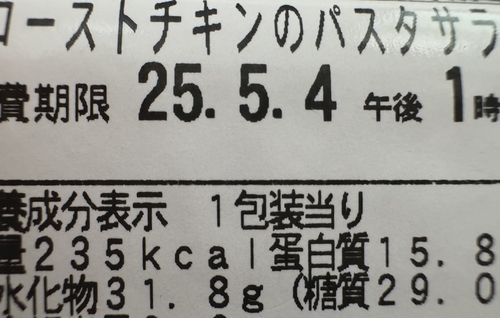 ローストチキンのパスタサラ
費期限 25.5.4 午後 1時
養成分表示 1包装当り
量235kcal蛋白質15.8
水化物31.8g(糖質29.0